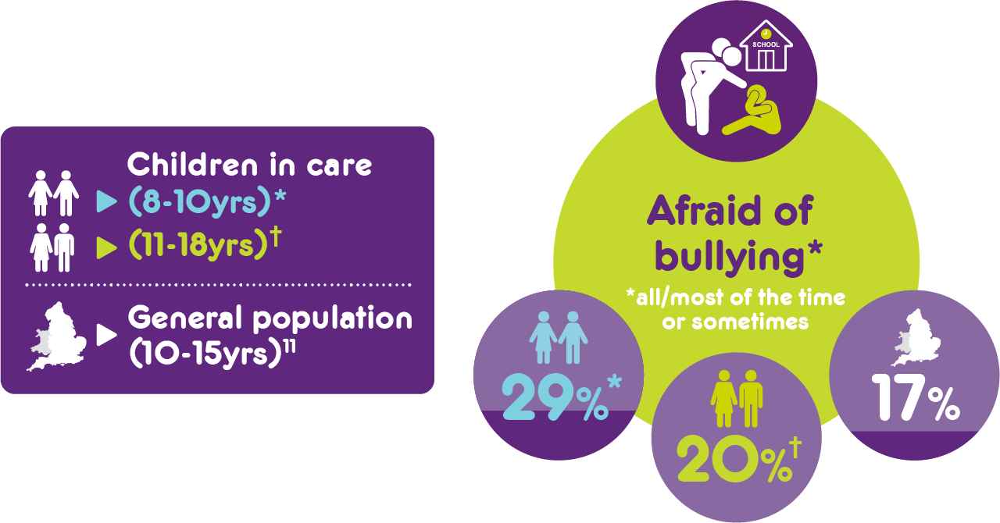 Children in care
(8-10yrs)*
(11-18yrs)†
General population
(10-15yrs)¹¹
SCHOOL
Afraid of
bullying*
*all/most of the time
or sometimes
29%*
20%†
17%